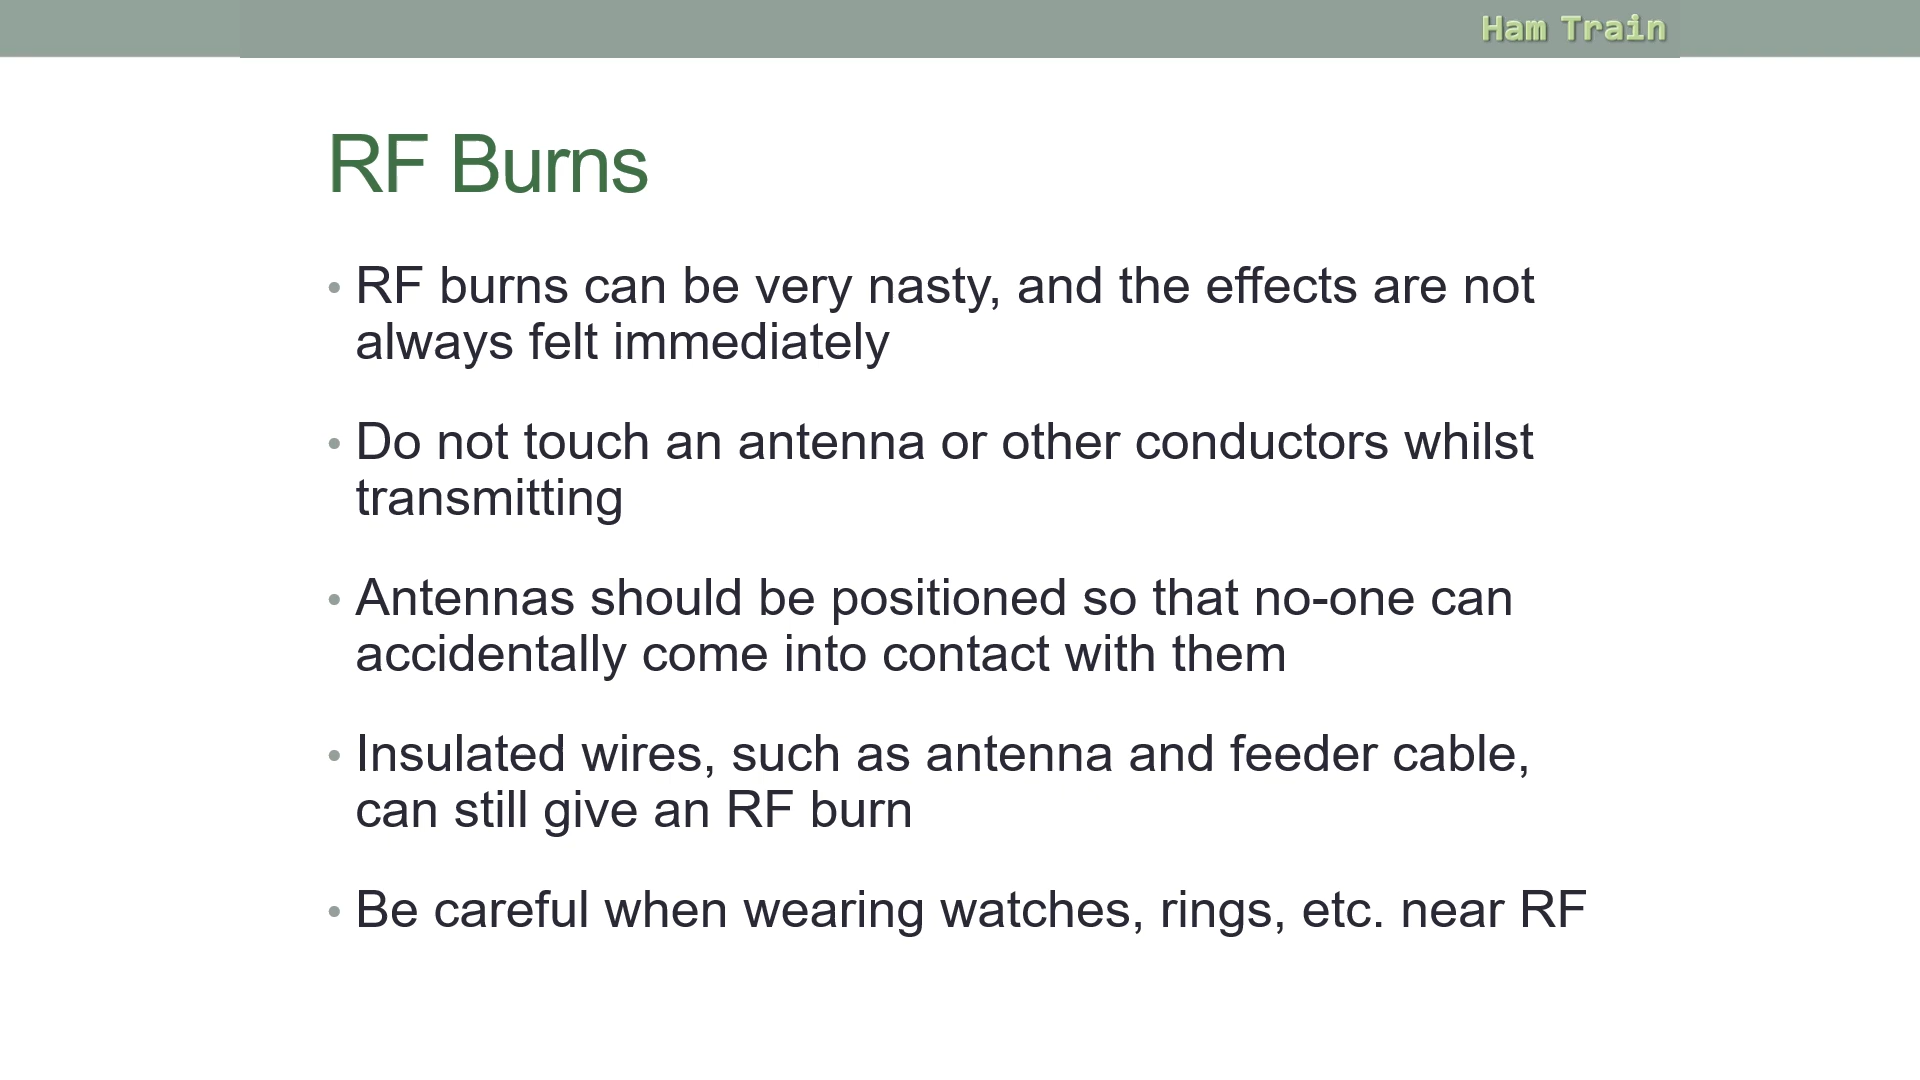 Ham Train
RF Burns
• RF burns can be very nasty, and the effects are not
always felt immediately
• Do not touch an antenna or other conductors whilst
transmitting
• Antennas should be positioned so that no-one can
accidentally come into contact with them
• Insulated wires, such as antenna and feeder cable,
can still give an RF burn
• Be careful when wearing watches, rings, etc. near RF